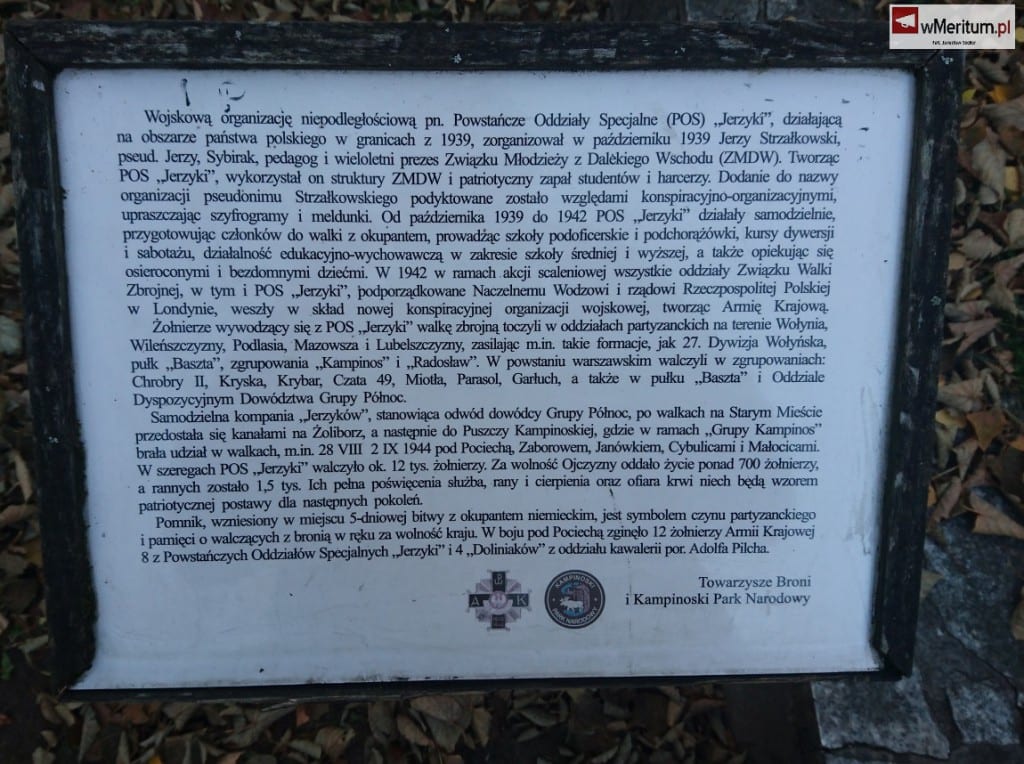 wMeritum.pl
Wojskową organizację niepodległościową pn. Powstańcze Oddziały Specjalne (POS) „Jerzyki”, działającą
na obszarze państwa polskiego w granicach z 1939, zorganizował w październiku 1939 Jerzy Strzałkowski,
pseud. Jerzy, Sybirak, pedagog i wieloletni prezes Związku Młodzieży z Dalekiego Wschodu (ZMDW). Tworząc
POS „Jerzyki”, wykorzystał on struktury ZMDW i patriotyczny zapał studentów i harcerzy. Dodanie do nazwy
organizacji pseudonimu Strzałkowskiego podyktowane zostało względami konspiracyjno-organizacyjnymi,
upraszczając szyfrogramy i meldunki. Od października 1939 do 1942 POS „Jerzyki” działały samodzielnie,
przygotowując członków do walki z okupantem, prowadząc szkoły podoficerskie i podchorążówki, kursy dywersji
i sabotażu, działalność edukacyjno-wychowawczą w zakresie szkoły średniej i wyższej, a także opiekując się
osieroconymi i bezdomnymi dziećmi. W 1942 w ramach akcji scaleniowej wszystkie oddziały Związku Walki
Zbrojnej, w tym i POS „Jerzyki”, podporządkowane Naczelnemu Wodzowi i rządowi Rzeczpospolitej Polskiej
w Londynie, weszły w skład nowej konspiracyjnej organizacji wojskowej, tworząc Armię Krajową.
Żołnierze wywodzący się z POS „Jerzyki” walkę zbrojną toczyli w oddziałach partyzanckich na terenie Wołynia,
Wileńszczyzny, Podlasia, Mazowsza i Lubelszczyzny, zasilając m.in. takie formacje, jak 27. Dywizja Wołyńska,
pułk „Baszta”, zgrupowania „Kampinos” i „Radosław”. W powstaniu warszawskim walczyli w zgrupowaniach:
Chrobry II, Kryska, Krybar, Czata 49, Miotła, Parasol, Garłuch, a także w pułku „Baszta” i Oddziale
Dyspozycyjnym Dowództwa Grupy Północ.
Samodzielna kompania „Jerzyków”, stanowiąca odwód dowódcy Grupy Północ, po walkach na Starym Mieście
przedostała się kanałami na Żoliborz, a następnie do Puszczy Kampinoskiej, gdzie w ramach „Grupy Kampinos”
brała udział w walkach, m.in. 28 VIII 2 IX 1944 pod Pociechą, Zaborowem, Janówkiem, Cybulicami i Małocicami.
W szeregach POS „Jerzyki” walczyło ok. 12 tys. żołnierzy. Za wolność Ojczyzny oddało życie ponad 700 żołnierzy,
a rannych zostało 1,5 tys. Ich pełna poświęcenia służba, rany i cierpienia oraz ofiara krwi niech będą wzorem
patriotycznej postawy dla następnych pokoleń.
Pomnik, wzniesiony w miejscu 5-dniowej bitwy z okupantem niemieckim, jest symbolem czynu partyzanckiego
i pamięci o walczących z bronią w ręku za wolność kraju. W boju pod Pociechą zginęło 12 żołnierzy Armii Krajowej
8 z Powstańczych Oddziałów Specjalnych „Jerzyki” i 4 „Doliniaków” z oddziału kawalerii por. Adolfa Pilcha.
A K
KAMPINOSKI
PARK NARODOWY
Towarzysze Broni
i Kampinoski Park Narodowy